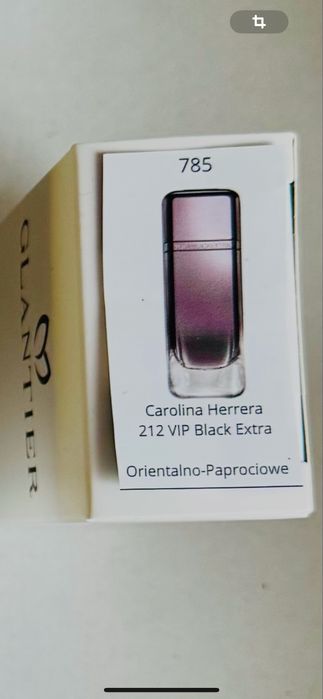 785
Carolina Herrera
212 VIP Black Extra
Orientalno-Paprociowe
GLANTIER